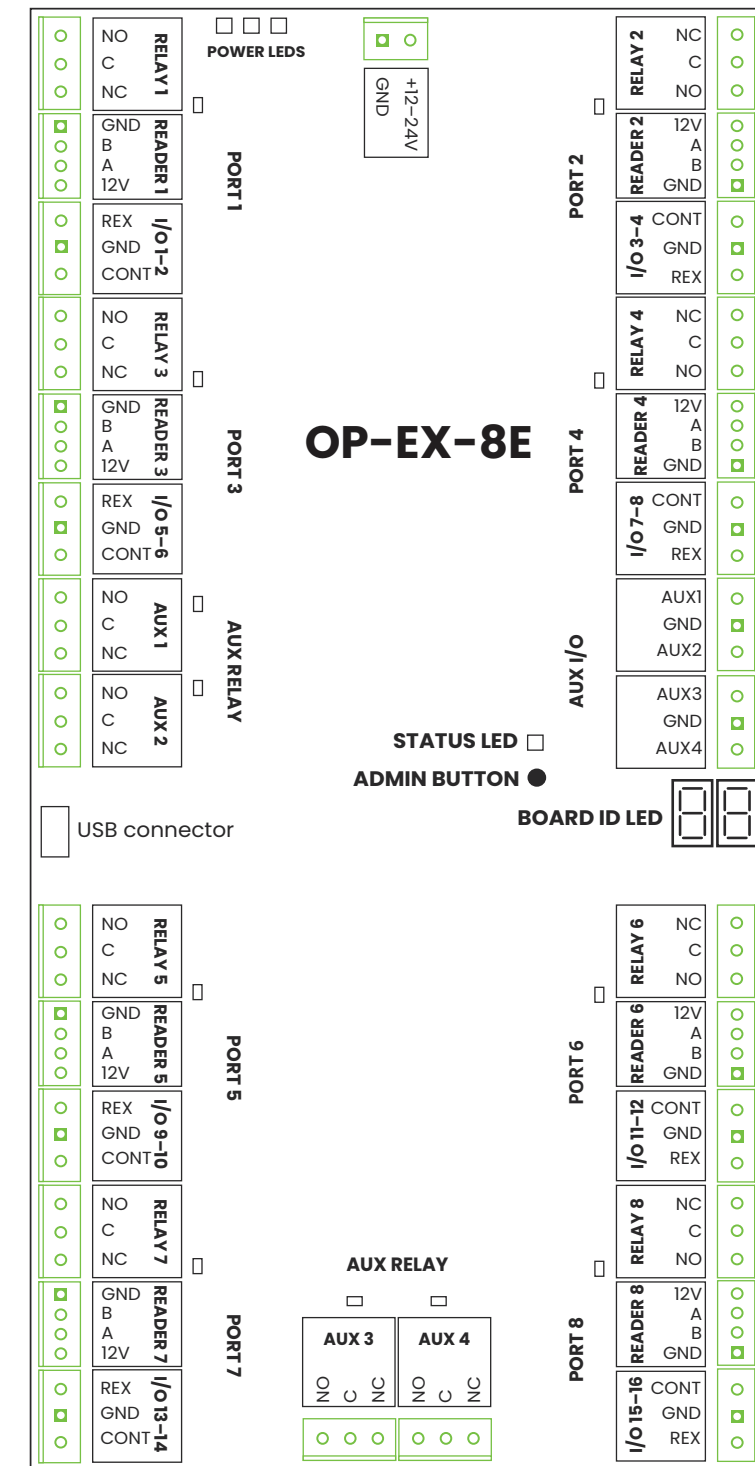 POWER LEDS
GND
+12–24V
NO
C
NC
RELAY 1
GND
B
A
12V
READER 1
REX
GND
CONT
I/O 1–2
PORT 1
NC
C
NO
RELAY 2
12V
A
B
GND
READER 2
CONT
GND
REX
I/O 3–4
PORT 2
NO
C
NC
RELAY 3
GND
B
A
12V
READER 3
REX
GND
CONT
I/O 5–6
PORT 3
OP-EX-8E
NC
C
NO
RELAY 4
12V
A
B
GND
READER 4
CONT
GND
REX
I/O 7–8
PORT 4
NO
C
NC
AUX 1
NO
C
NC
AUX 2
AUX RELAY
AUX1
GND
AUX2
AUX3
GND
AUX4
AUX I/O
STATUS LED
ADMIN BUTTON
BOARD ID LED
USB connector
NO
C
NC
RELAY 5
GND
B
A
12V
READER 5
REX
GND
CONT
I/O 9–10
PORT 5
NC
C
NO
RELAY 6
12V
A
B
GND
READER 6
CONT
GND
REX
I/O 11–12
PORT 6
NO
C
NC
RELAY 7
GND
B
A
12V
READER 7
REX
GND
CONT
I/O 13–14
PORT 7
AUX RELAY
AUX 3
NO
C
NC
AUX 4
NO
C
NC
NC
C
NO
RELAY 8
12V
A
B
GND
READER 8
CONT
GND
REX
I/O 15–16
PORT 8